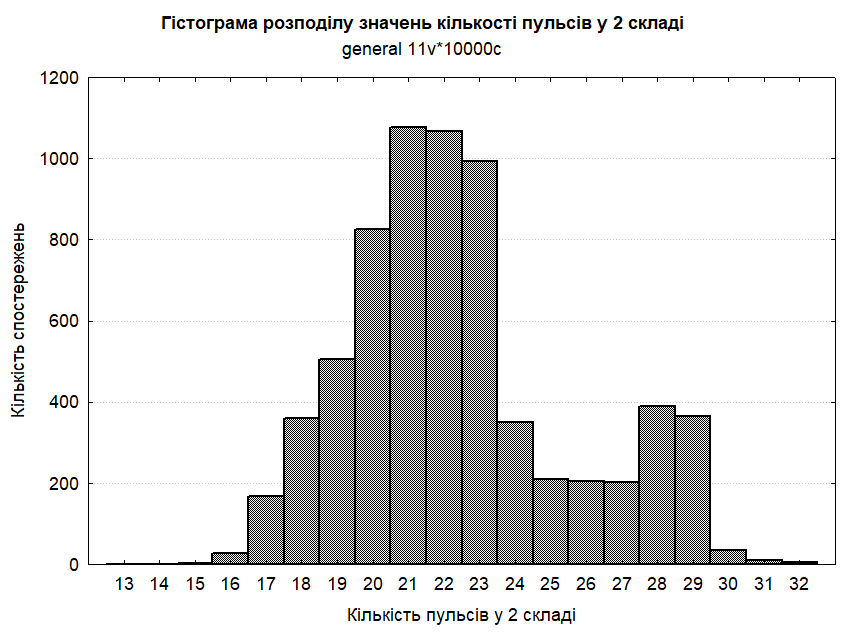 Гістограма розподілу значень кількості пульсів у 2 складі
general 11v*10000c
1200
1000
800
600
400
200
0
Кількість спостережень
13 14 15 16 17 18 19 20 21 22 23 24 25 26 27 28 29 30 31 32
Кількість пульсів у 2 складі